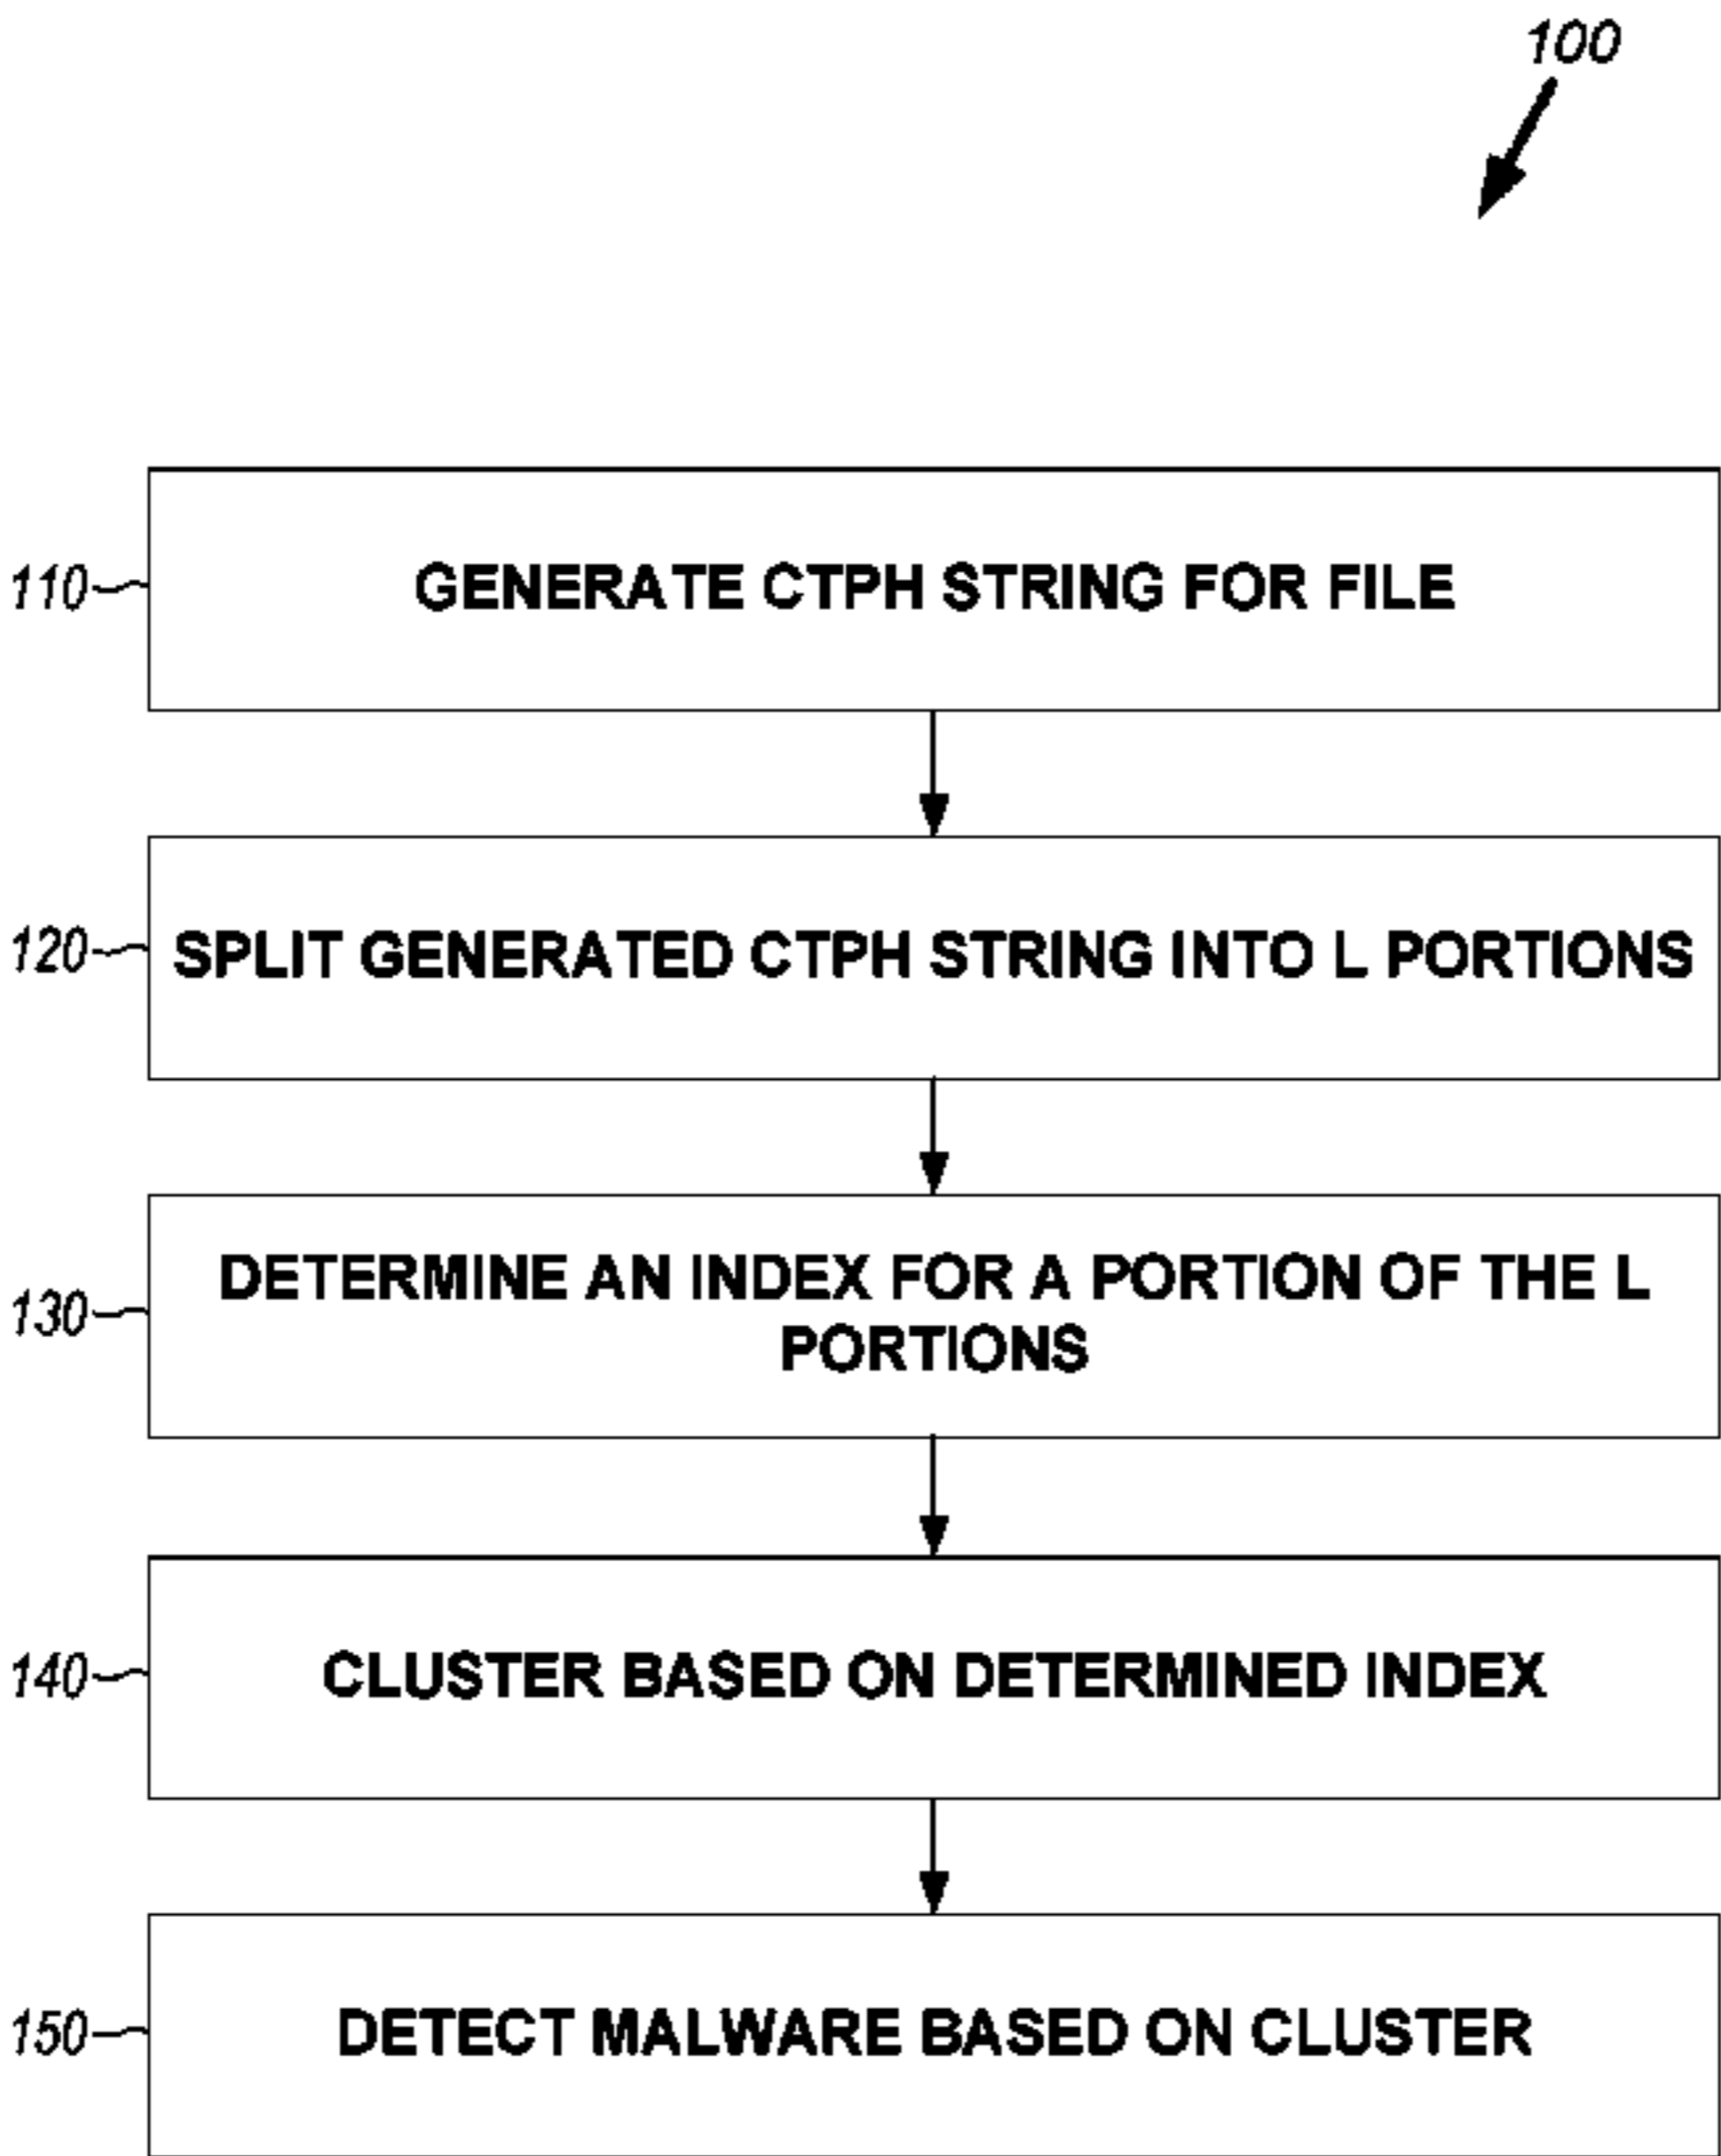 100
110
GENERATE CTPH STRING FOR FILE
120
SPLIT GENERATED CTPH STRING INTO L PORTIONS
130
DETERMINE AN INDEX FOR A PORTION OF THE L
PORTIONS
140
CLUSTER BASED ON DETERMINED INDEX
150
DETECT MALWARE BASED ON CLUSTER